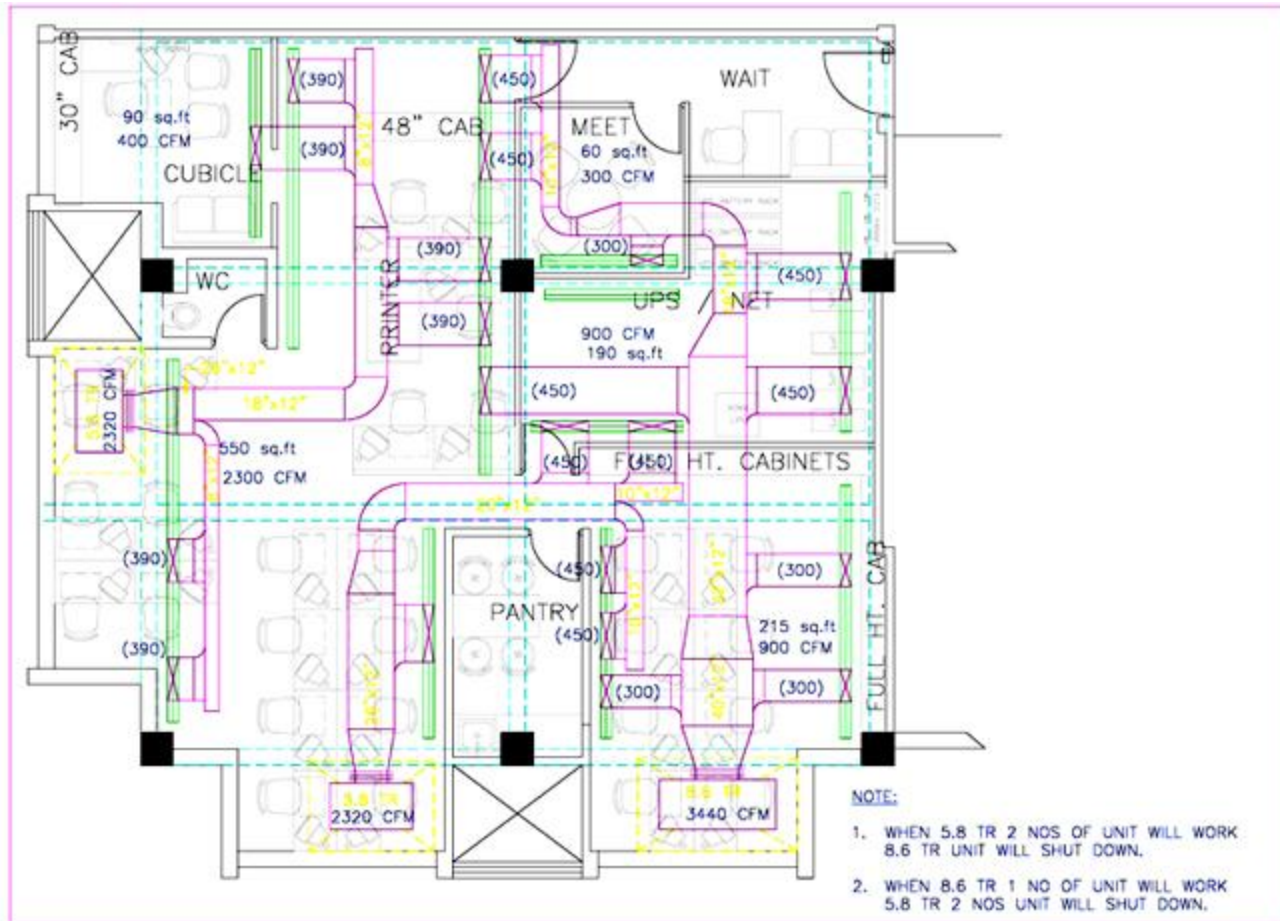 30" CAB
90 sq.ft
400 CFM
CUBICLE
(390)
(390)
8"x12"
48" CAB
(450)
(450)
MEET
60 sq.ft
300 CFM
WAIT
WC
PRINTER
(390)
(390)
(300)
(450)
UPS / NET
900 CFM
190 sq.ft
(450)
(450)
2320 CFM
18"x12"
550 sq.ft
2300 CFM
(450)
(450)
HT. CABINETS
20"x12"
10"x12"
(390)
(390)
(450)
(450)
PANTRY
(300)
(300)
215 sq.ft
900 CFM
(300)
FULL HT. CAB
2320 CFM
3440 CFM
NOTE:
1. WHEN 5.8 TR 2 NOS OF UNIT WILL WORK
8.6 TR UNIT WILL SHUT DOWN.
2. WHEN 8.6 TR 1 NO OF UNIT WILL WORK
5.8 TR 2 NOS UNIT WILL SHUT DOWN.